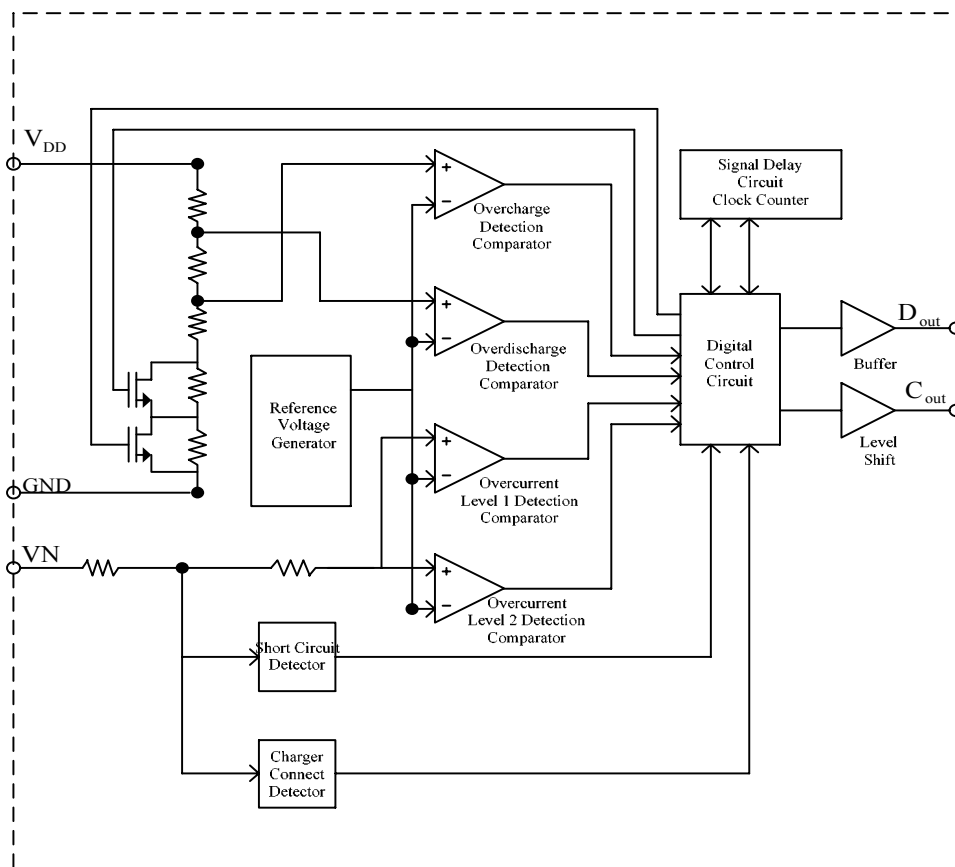 V_DD
Signal Delay
Circuit
Clock Counter
+
−
Overcharge
Detection
Comparator
+
−
Overdischarge
Detection
Comparator
Digital
Control
Circuit
D_out
Buffer
C_out
Level
Shift
Reference
Voltage
Generator
+
−
Overcurrent
Level 1 Detection
Comparator
GND
VN
+
−
Overcurrent
Level 2 Detection
Comparator
Short Circuit
Detector
Charger
Connect
Detector